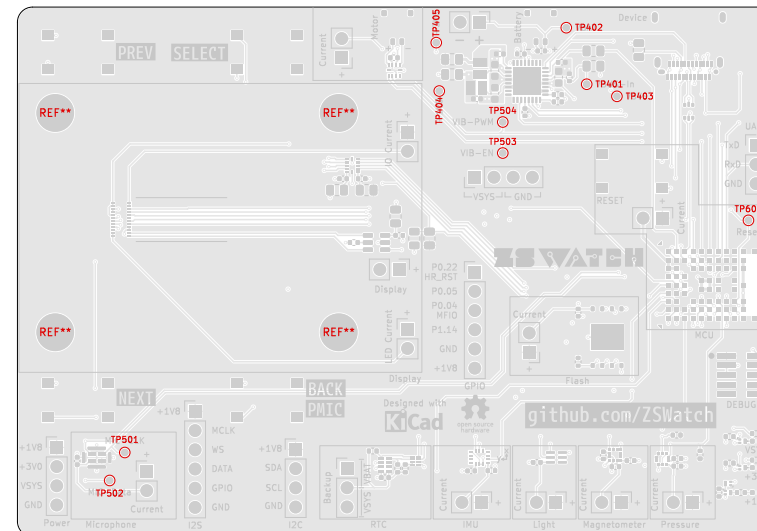 TP405
TP402
Device
Motor
Battery
PREV
SELECT
Current
+
- +
TP401
TP403
TP404
TP504
VIB-PWM
TP503
VIB-EN
REF**
REF**
IO Current
UA
TxD
RxD
GND
VSYS
GND
RESET
Current
TP60
Rese
ZSWATCH
P0.22
HR_RST
P0.05
P0.04
MFIO
P1.14
GND
+1V8
GPIO
Display
REF**
REF**
LED Current
Display
Current
Flash
MCU
DEBUG
NEXT
BACK
PMIC
Designed with
KiCad
open source
hardware
github.com/ZSWatch
+1V8
MCLK
WS
DATA
GPIO
GND
I2S
+1V8
+3V0
VSYS
GND
Power
TP501
TP502
Current
Microphone
+1V8
SDA
SCL
GND
I2C
Backup
VBAT
VSYS
RTC
IMU
Light
Magnetometer
Pressure